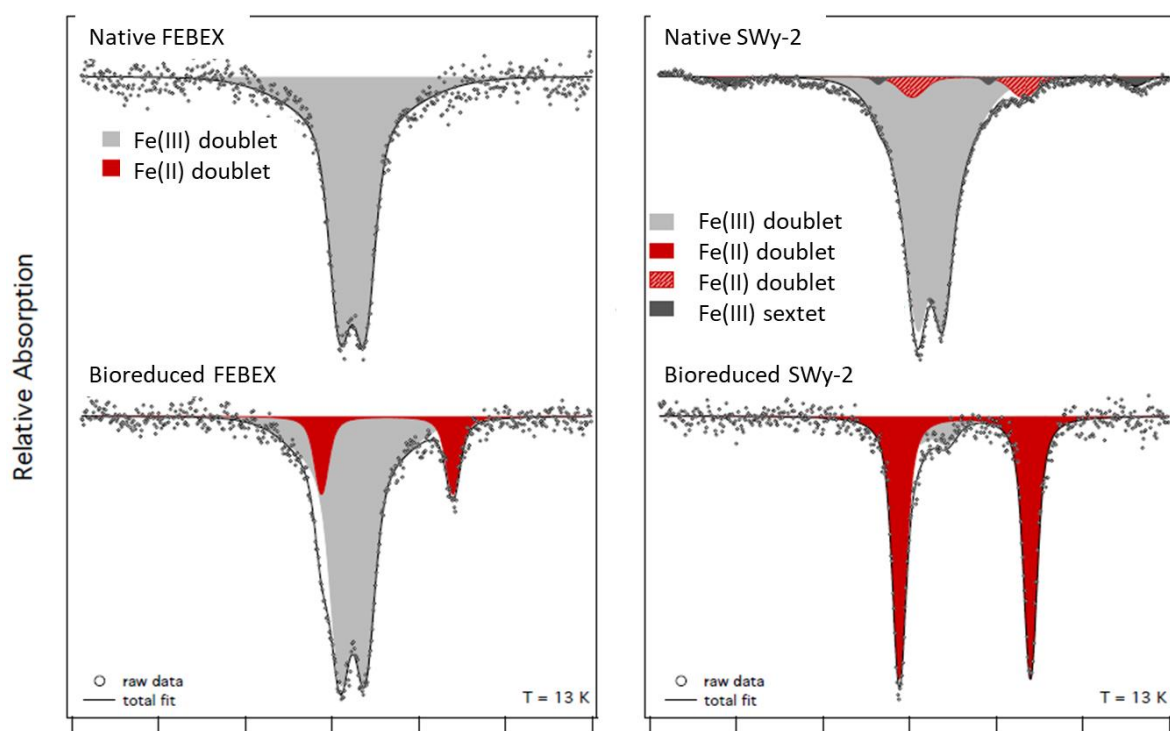 Native FEBEX
Fe(III) doublet
Fe(II) doublet
Native SWy-2
Fe(III) doublet
Fe(II) doublet
Fe(II) doublet
Fe(III) sextet
Relative Absorption
Bioreduced FEBEX
raw data
total fit
T = 13 K
Bioreduced SWy-2
raw data
total fit
T = 13 K